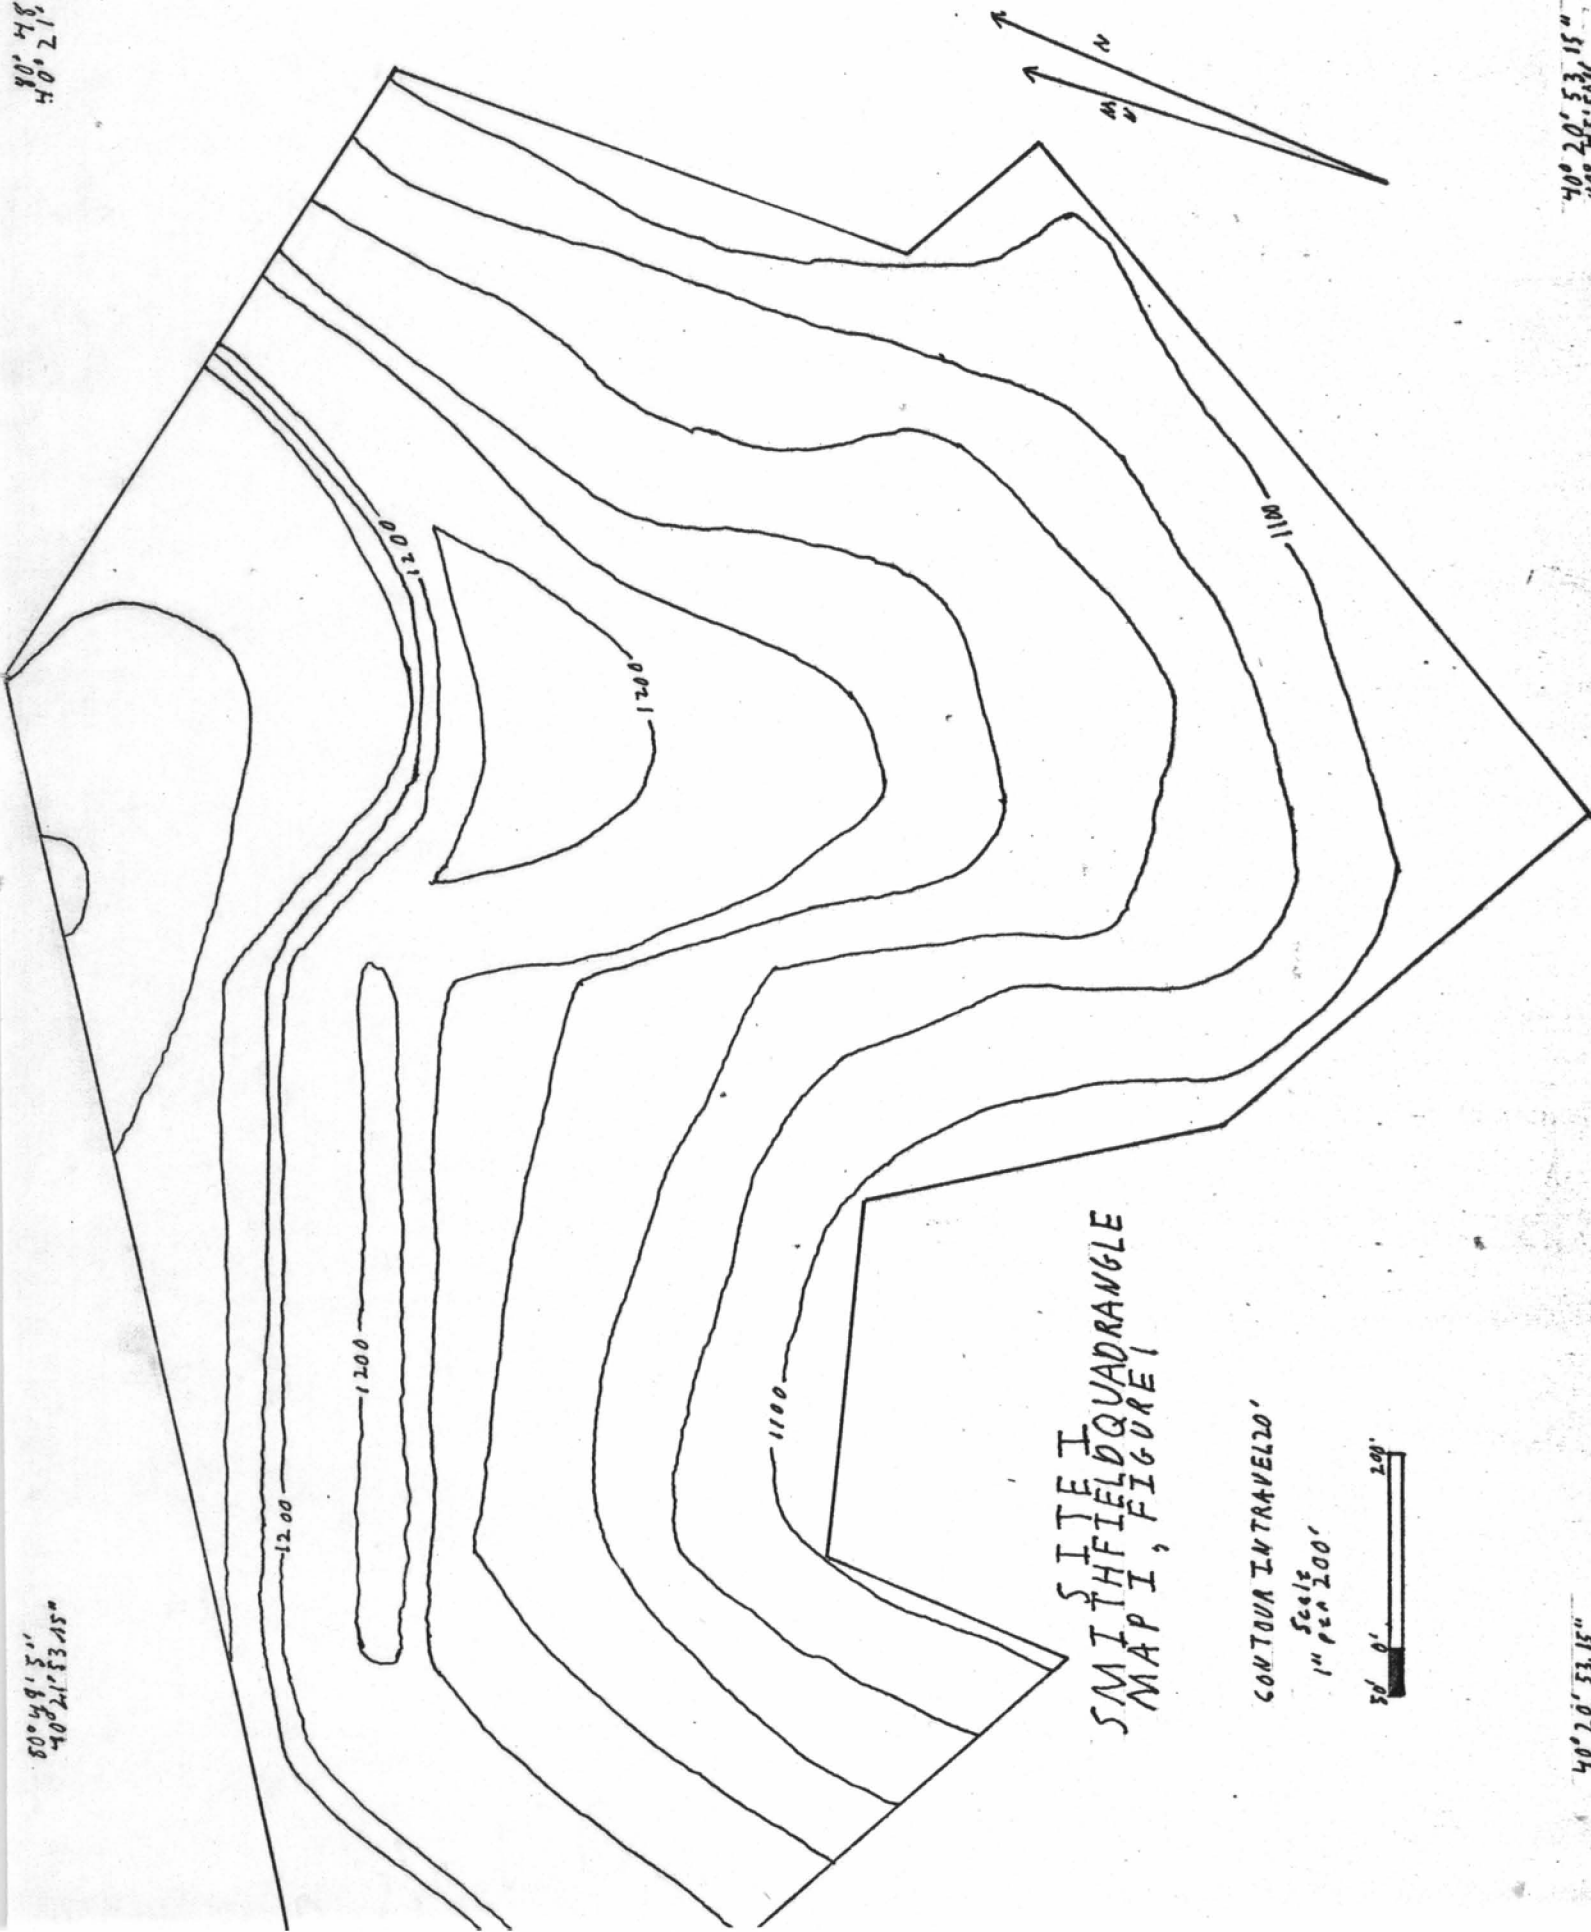 80° 48
40° 21'
80° 49' 5"
40° 21' 53.15"
N
MN
1200
1200
1200
1200
1100
1100
SITE I
SMITHFIELD QUADRANGLE
MAP I, FIGURE 1
CONTOUR INTRAVEL 20'
Scale
1" per 200'
50' 0' 200'
40° 20' 53.15"
40° 20' 53.15"